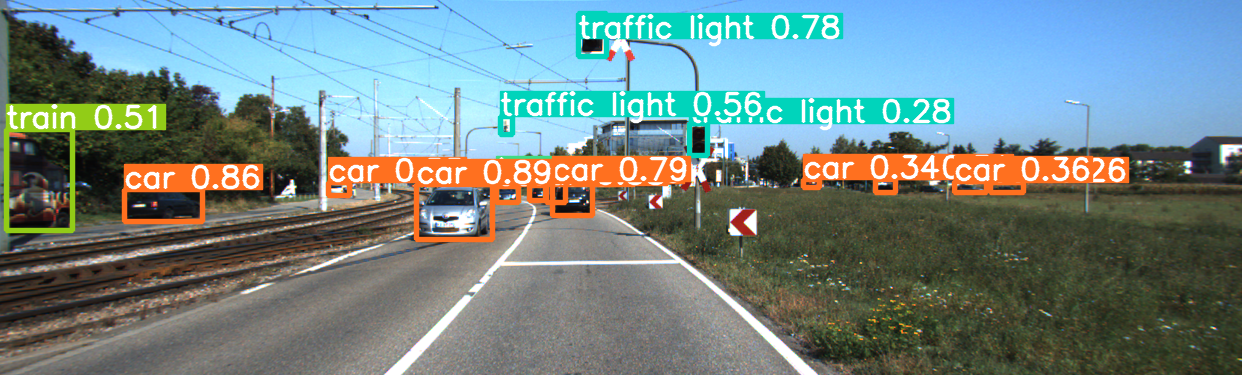 traffic light 0.78
traffic light 0.56
light 0.28
train 0.51
car 0.86
car
car 0.89
car 0.79
car 0.34
car 0.36
26